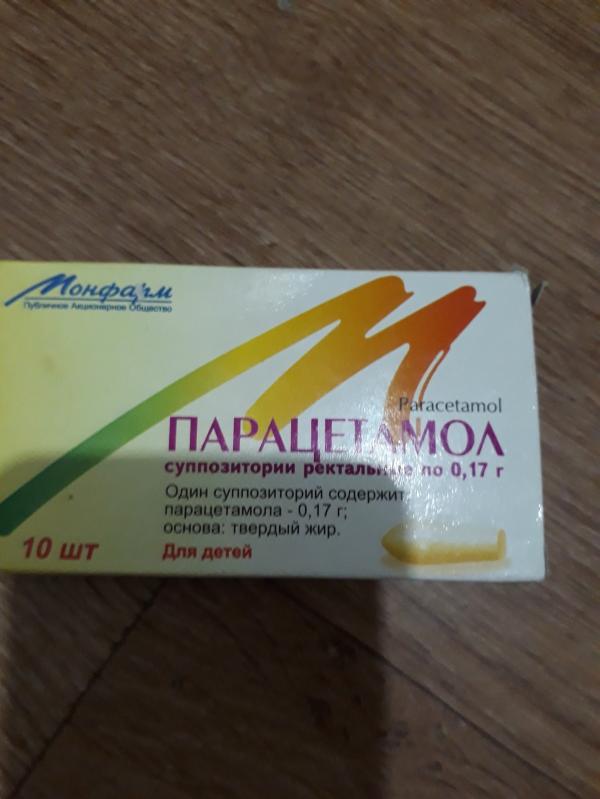 Монфарм
Публичное Акционерное Общество
Paracetamol
ПАРАЦЕТАМОЛ
суппозитории ректальные по 0,17 г
Один суппозиторий содержит:
парацетамола - 0,17 г;
основа: твердый жир.
10 шт
Для детей